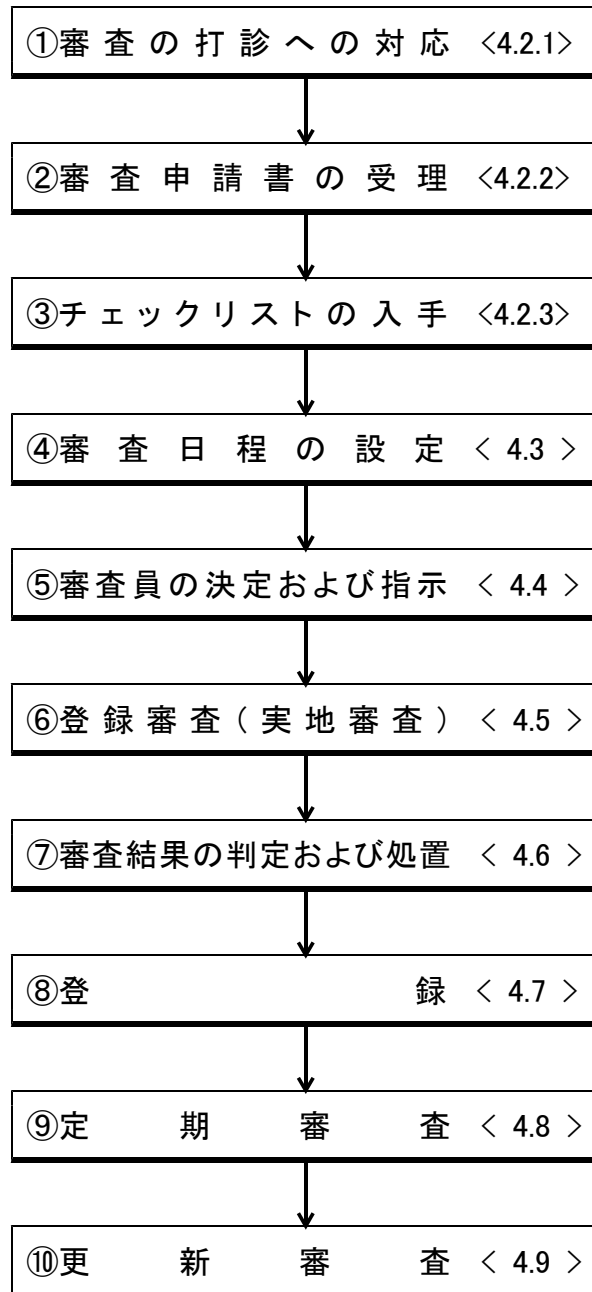 ①審査の打診への対応 <4.2.1>
②審査申請書の受理 <4.2.2>
③チェックリストの入手 <4.2.3>
④審査日程の設定 < 4.3 >
⑤審査員の決定および指示 < 4.4 >
⑥登録審査(実地審査) < 4.5 >
⑦審査結果の判定および処置 < 4.6 >
⑧登録 < 4.7 >
⑨定期審査 < 4.8 >
⑩更新審査 < 4.9 >